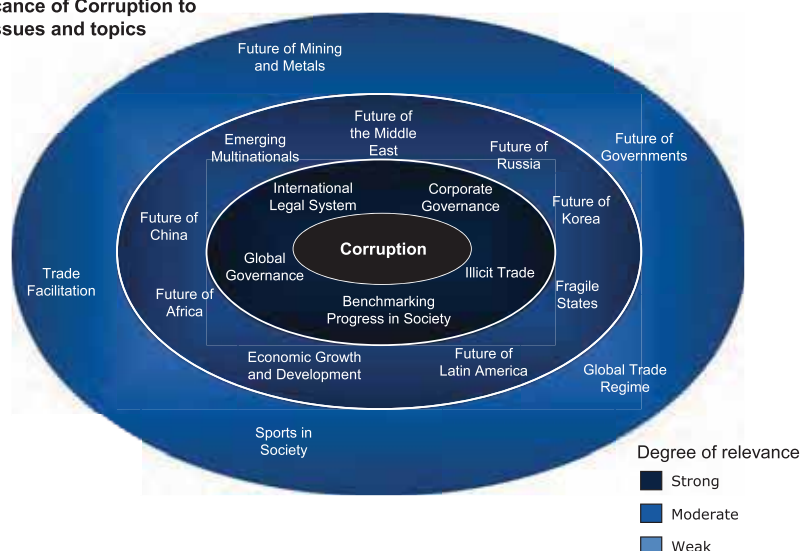 cance of Corruption to
ssues and topics
Future of Mining
and Metals
Future of
the Middle
East
Emerging
Multinationals
Future of
Russia
Future of
Governments
International
Legal System
Corporate
Governance
Future of
China
Future of
Korea
Corruption
Global
Governance
Illicit Trade
Trade
Facilitation
Future of
Africa
Fragile
States
Benchmarking
Progress in Society
Economic Growth
and Development
Future of
Latin America
Global Trade
Regime
Sports in
Society
Degree of relevance
Strong
Moderate
Weak